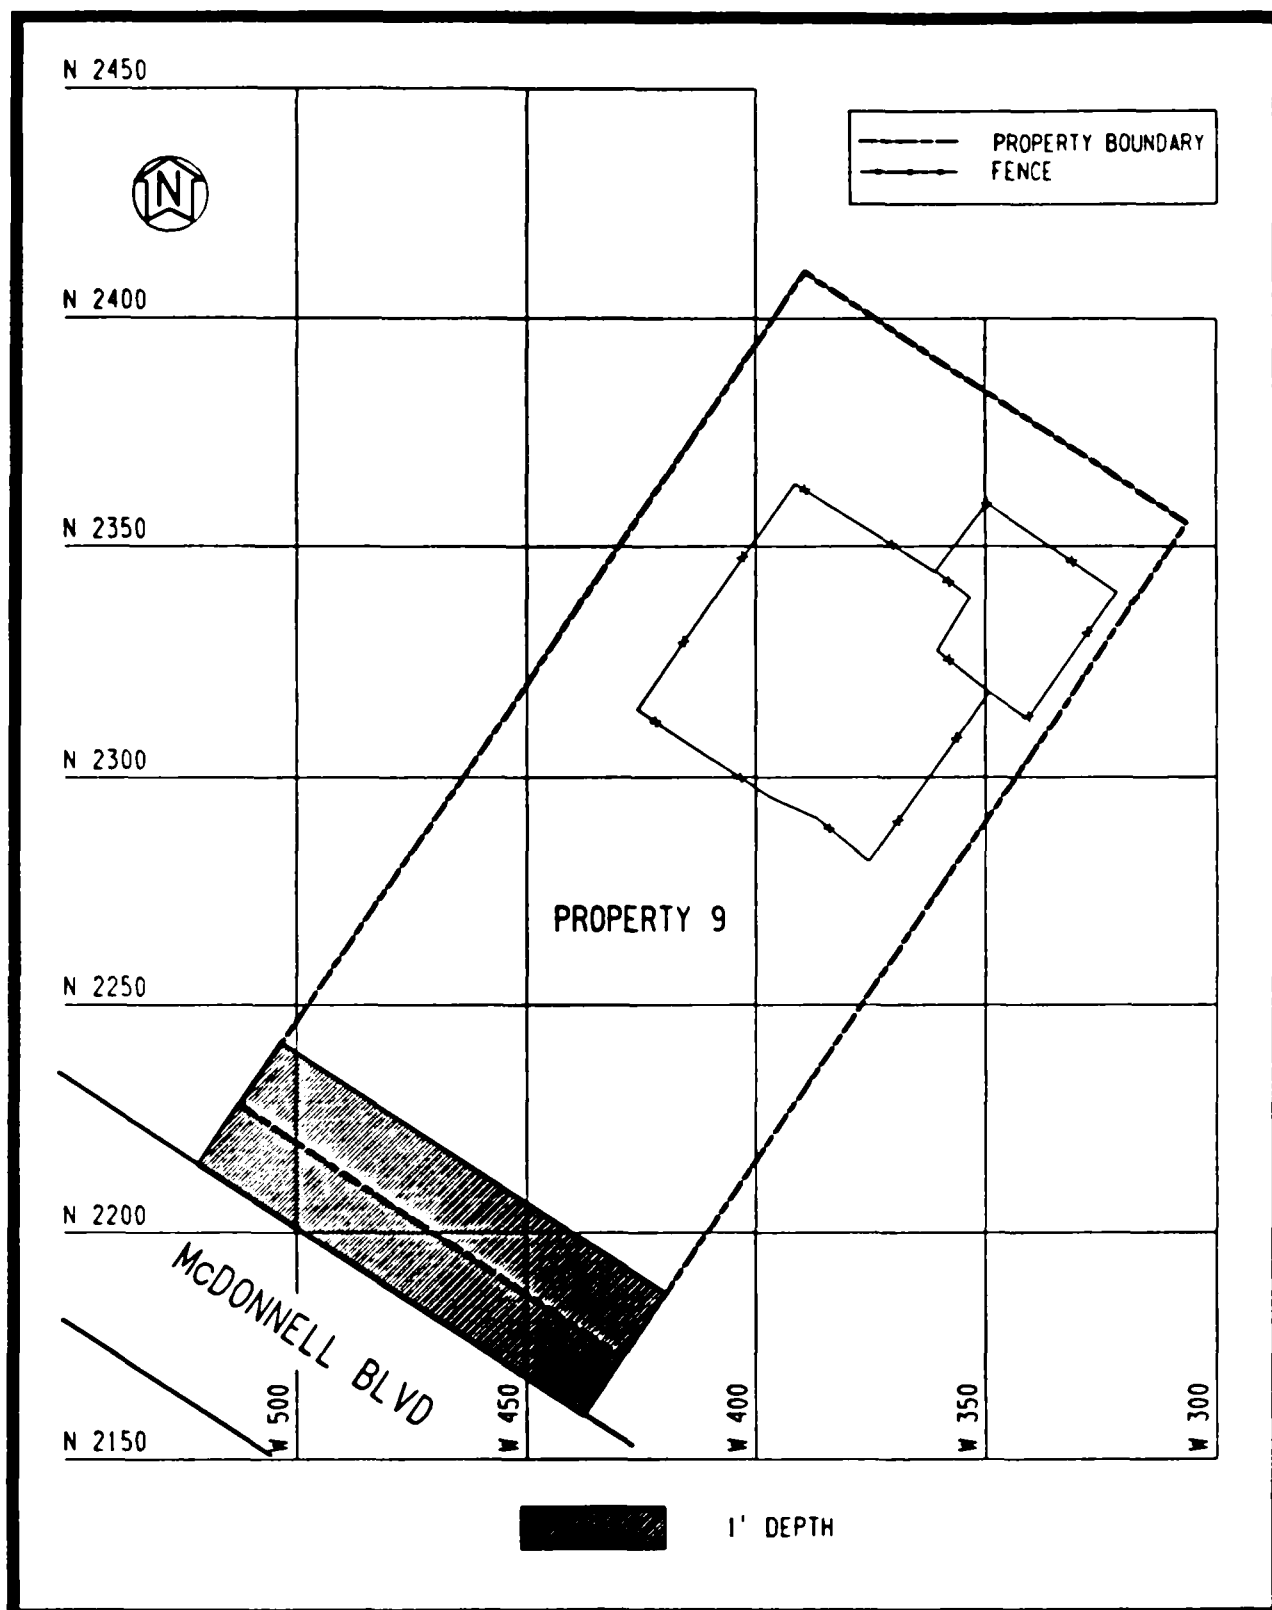 N 2450
PROPERTY BOUNDARY
FENCE
N
N 2400
N 2350
N 2300
PROPERTY 9
N 2250
N 2200
McDONNELL BLVD
N 2150
W 500
W 450
W 400
W 350
W 300
1' DEPTH